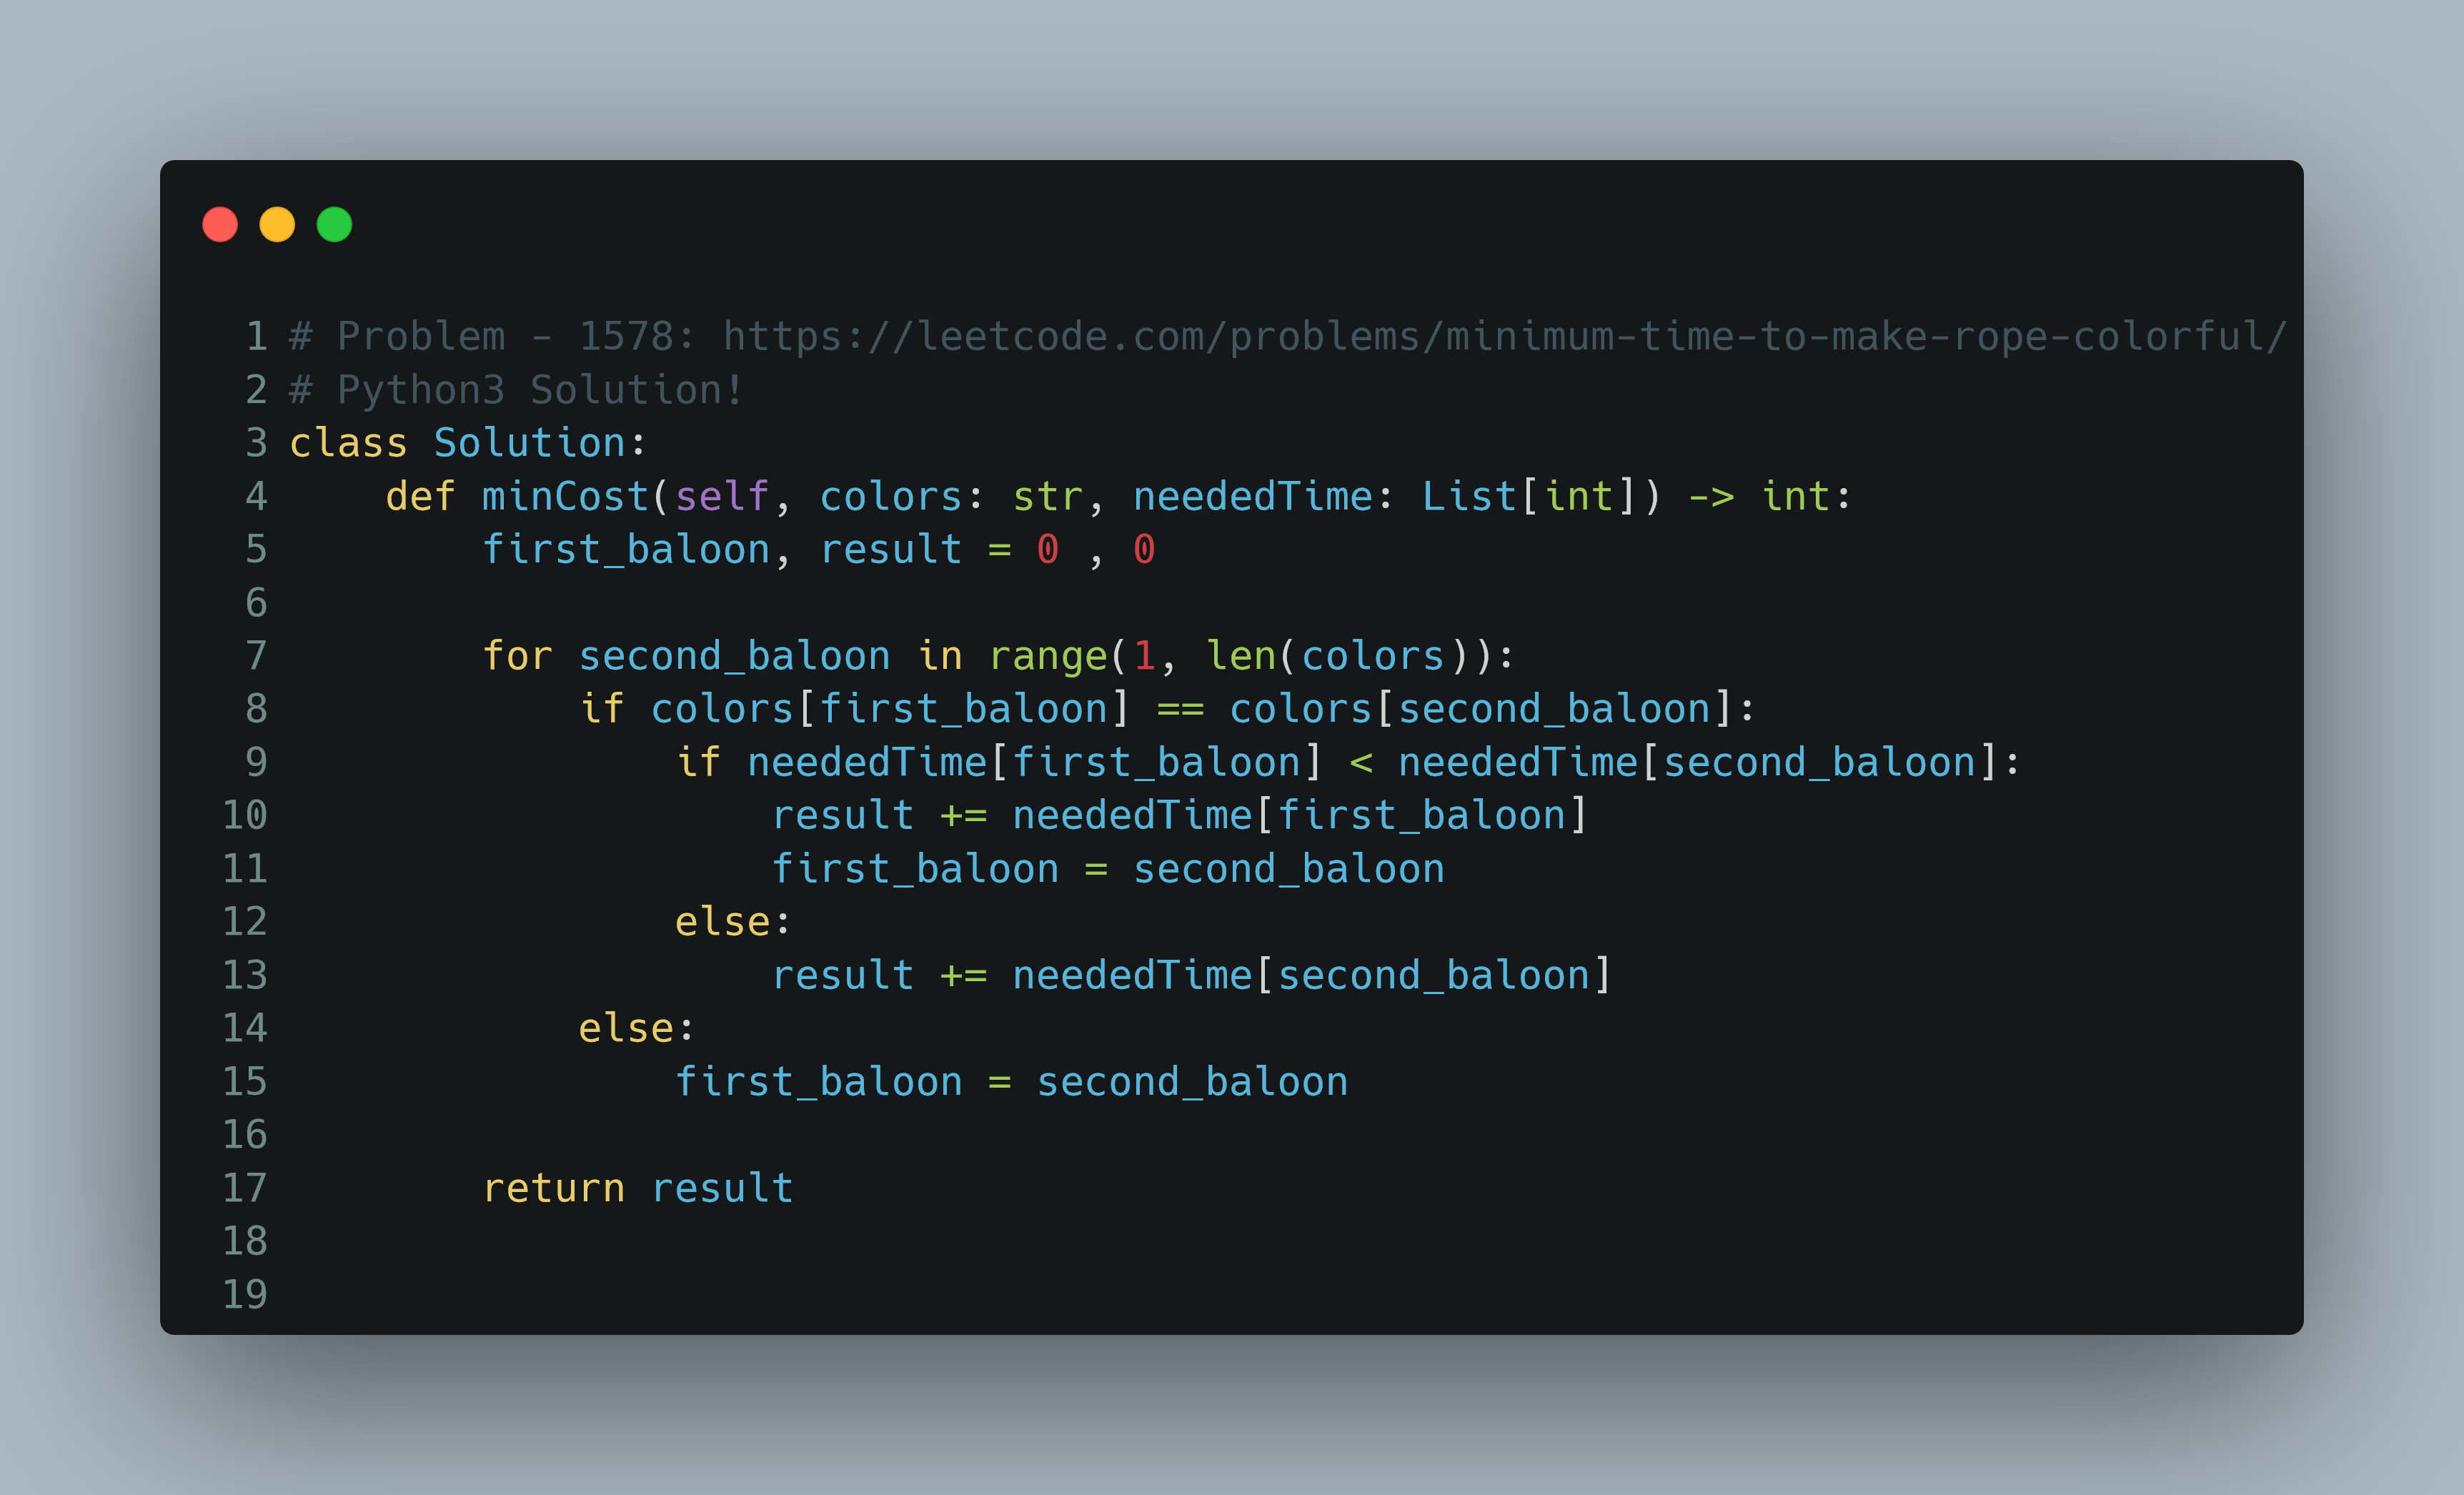 1 # Problem - 1578: https://leetcode.com/problems/minimum-time-to-make-rope-colorful/
2 # Python3 Solution!
3 class Solution:
4     def minCost(self, colors: str, neededTime: List[int]) -> int:
5         first_baloon, result = 0 , 0
6
7         for second_baloon in range(1, len(colors)):
8             if colors[first_baloon] == colors[second_baloon]:
9                 if neededTime[first_baloon] < neededTime[second_baloon]:
10                     result += neededTime[first_baloon]
11                     first_baloon = second_baloon
12                 else:
13                     result += neededTime[second_baloon]
14             else:
15                 first_baloon = second_baloon
16
17         return result
18
19